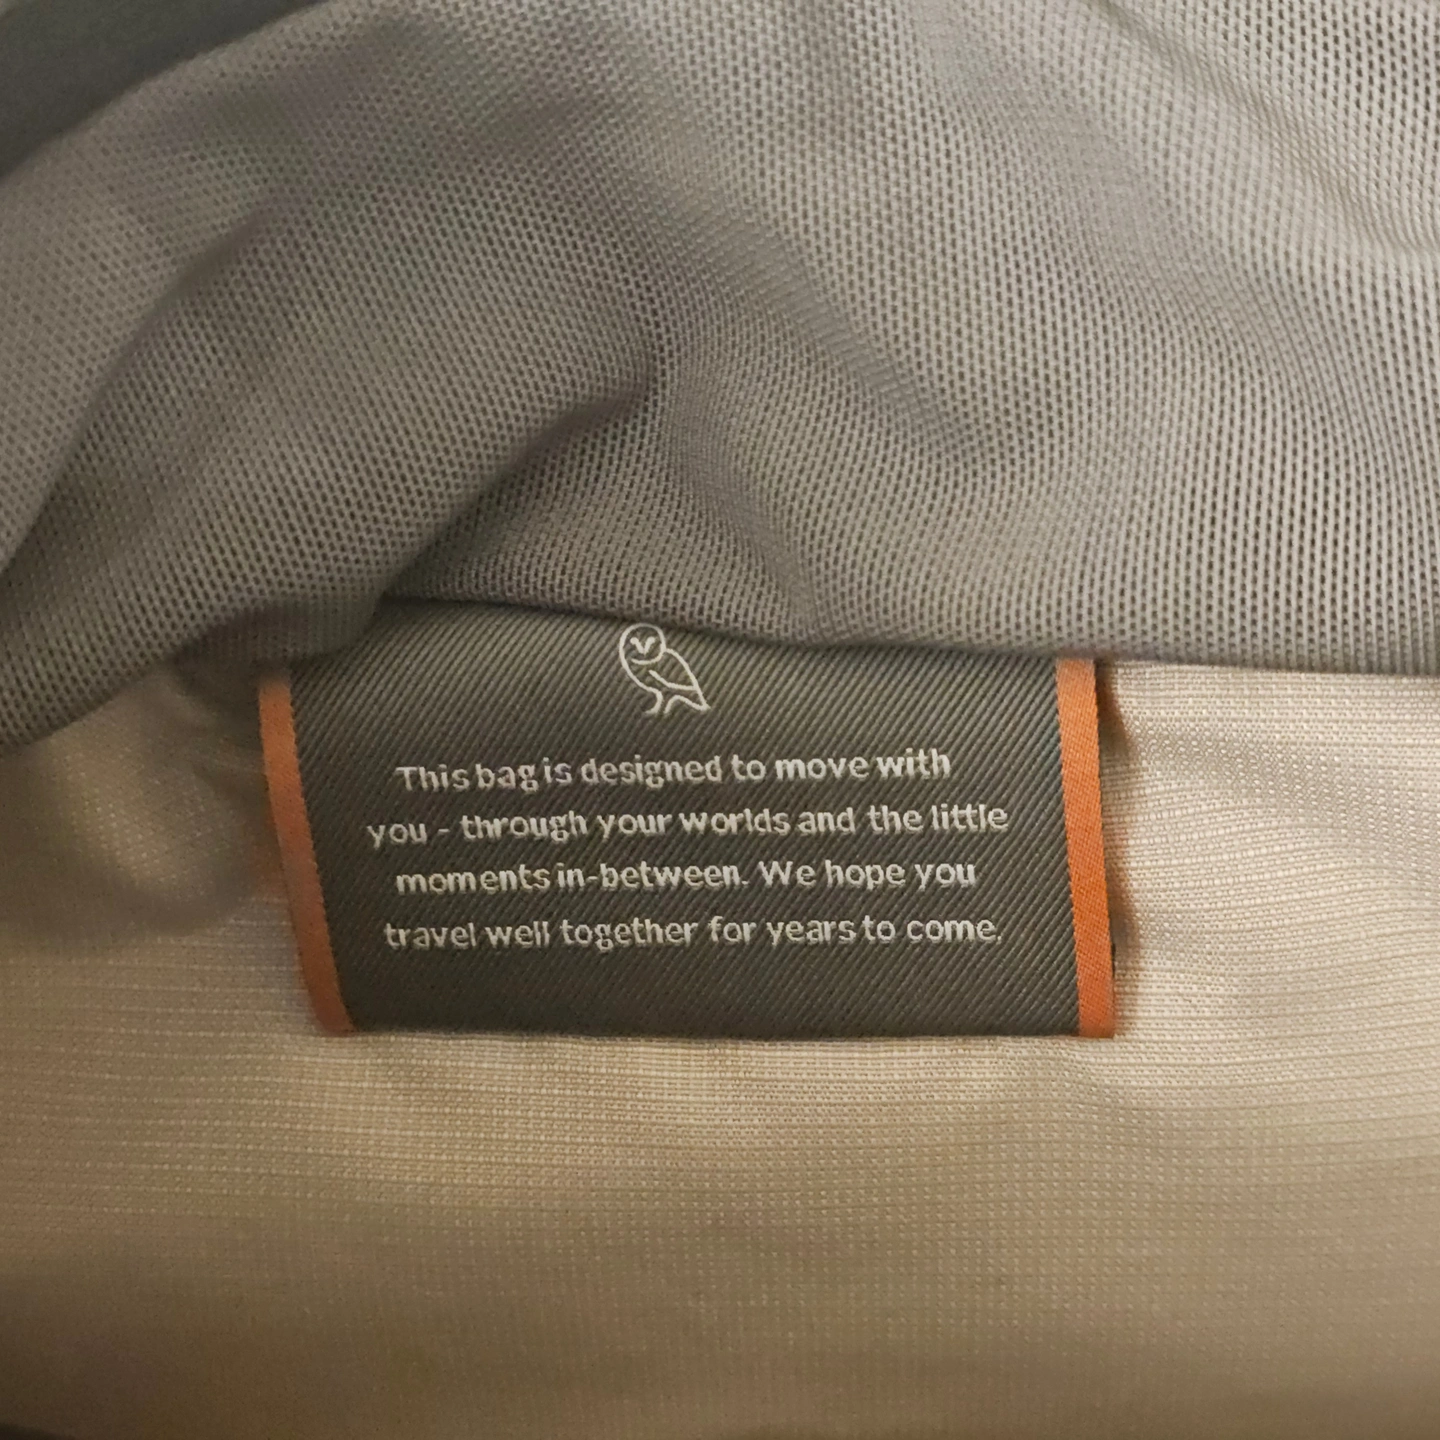 This bag is designed to move with
you - through your worlds and the little
moments in-between. We hope you
travel well together for years to come.